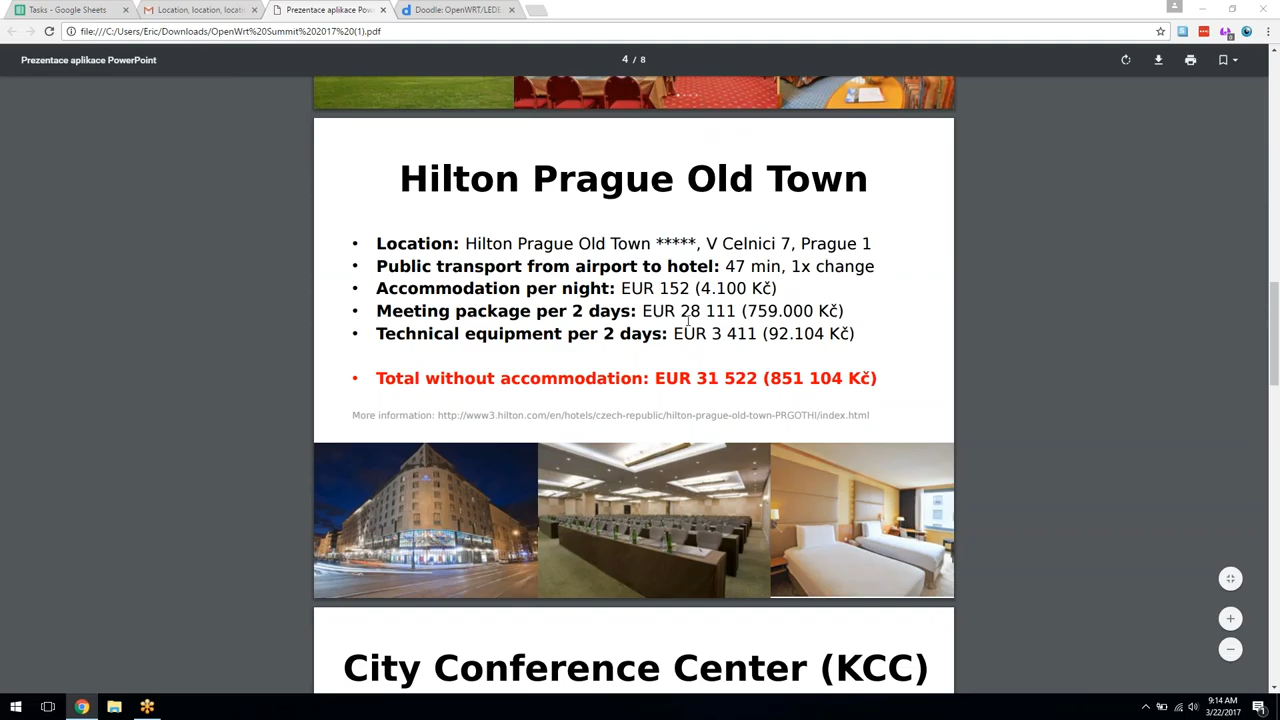 Tasks - Google Sheets
Location, location, locati
Prezentace aplikace Pow
Doodle: OpenWRT/LEDE
file:///C:/Users/Eric/Downloads/OpenWrt%20Summit%202017%20(1).pdf
Prezentace aplikace PowerPoint
4 / 8
Hilton Prague Old Town
• Location: Hilton Prague Old Town *****, V Celnici 7, Prague 1
• Public transport from airport to hotel: 47 min, 1x change
• Accommodation per night: EUR 152 (4.100 Kč)
• Meeting package per 2 days: EUR 28 111 (759.000 Kč)
• Technical equipment per 2 days: EUR 3 411 (92.104 Kč)
• Total without accommodation: EUR 31 522 (851 104 Kč)
More information: http://www3.hilton.com/en/hotels/czech-republic/hilton-prague-old-town-PRGOTHI/index.html
City Conference Center (KCC)
9:14 AM
3/22/2017